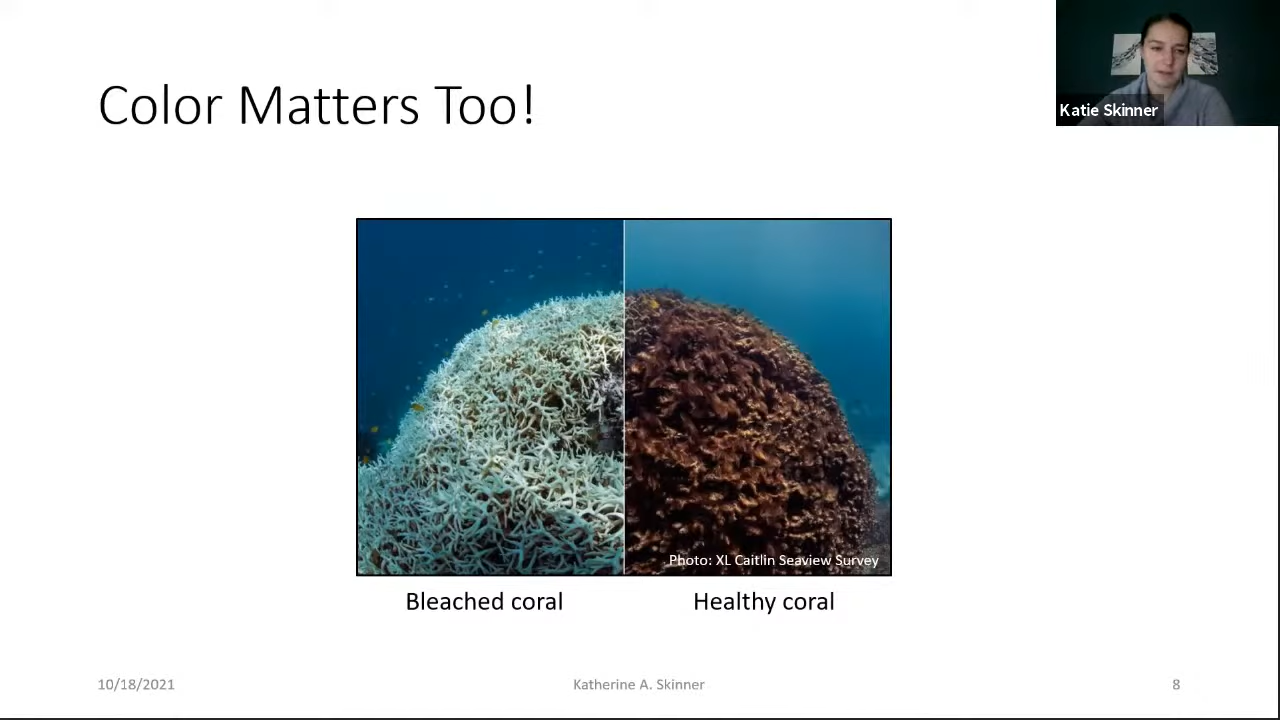 Color Matters Too!
Katie Skinner
Photo: XL Caitlin Seaview Survey
Bleached coral
Healthy coral
10/18/2021
Katherine A. Skinner
8